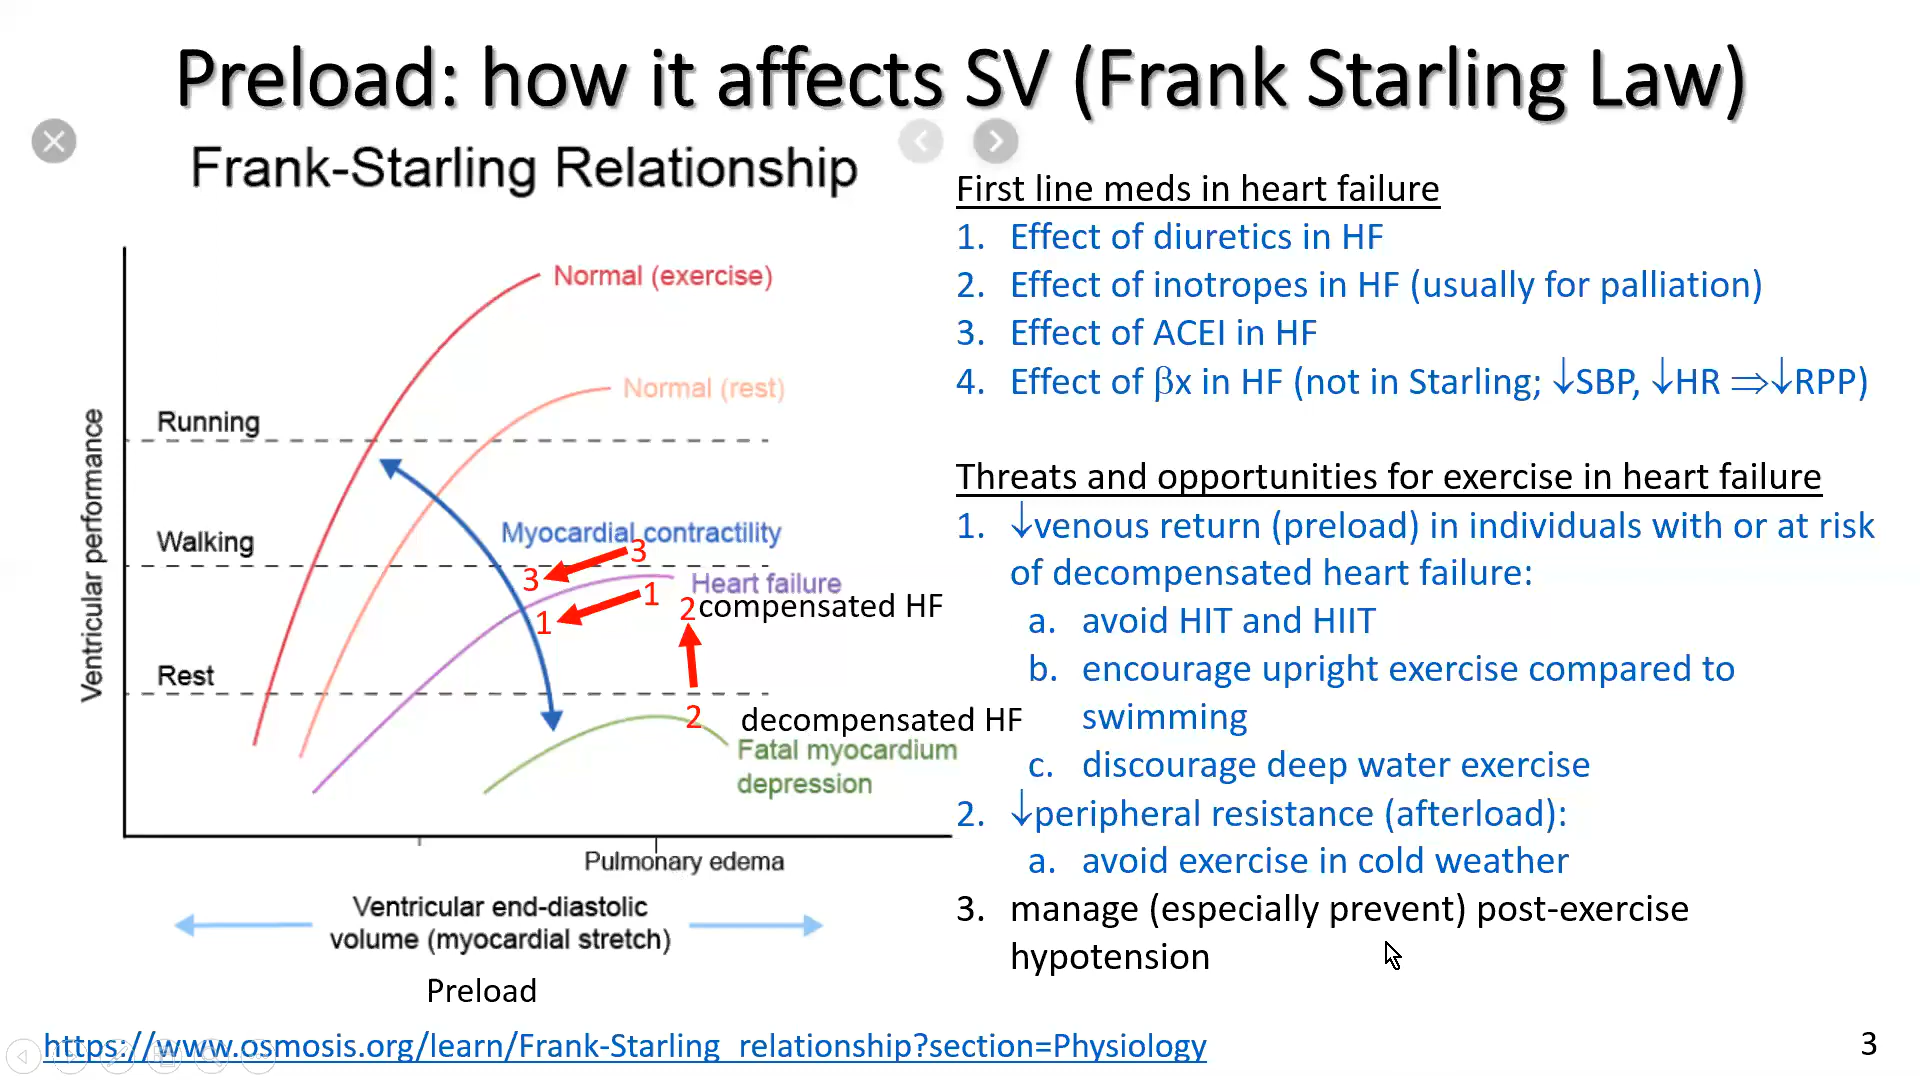 Preload: how it affects SV (Frank Starling Law)
Frank-Starling Relationship
Ventricular performance
Normal (exercise)
Normal (rest)
Running
Myocardial contractility
Walking
3
3
Heart failure
1
1
2
compensated HF
Rest
2
decompensated HF
Fatal myocardium
depression
Pulmonary edema
Ventricular end-diastolic
volume (myocardial stretch)
Preload
First line meds in heart failure
1. Effect of diuretics in HF
2. Effect of inotropes in HF (usually for palliation)
3. Effect of ACEI in HF
4. Effect of βx in HF (not in Starling; ↓SBP, ↓HR ⇒↓RPP)
Threats and opportunities for exercise in heart failure
1. ↓venous return (preload) in individuals with or at risk
of decompensated heart failure:
a. avoid HIT and HIIT
b. encourage upright exercise compared to
swimming
c. discourage deep water exercise
2. ↓peripheral resistance (afterload):
a. avoid exercise in cold weather
3. manage (especially prevent) post-exercise
hypotension
https://www.osmosis.org/learn/Frank-Starling_relationship?section=Physiology
3